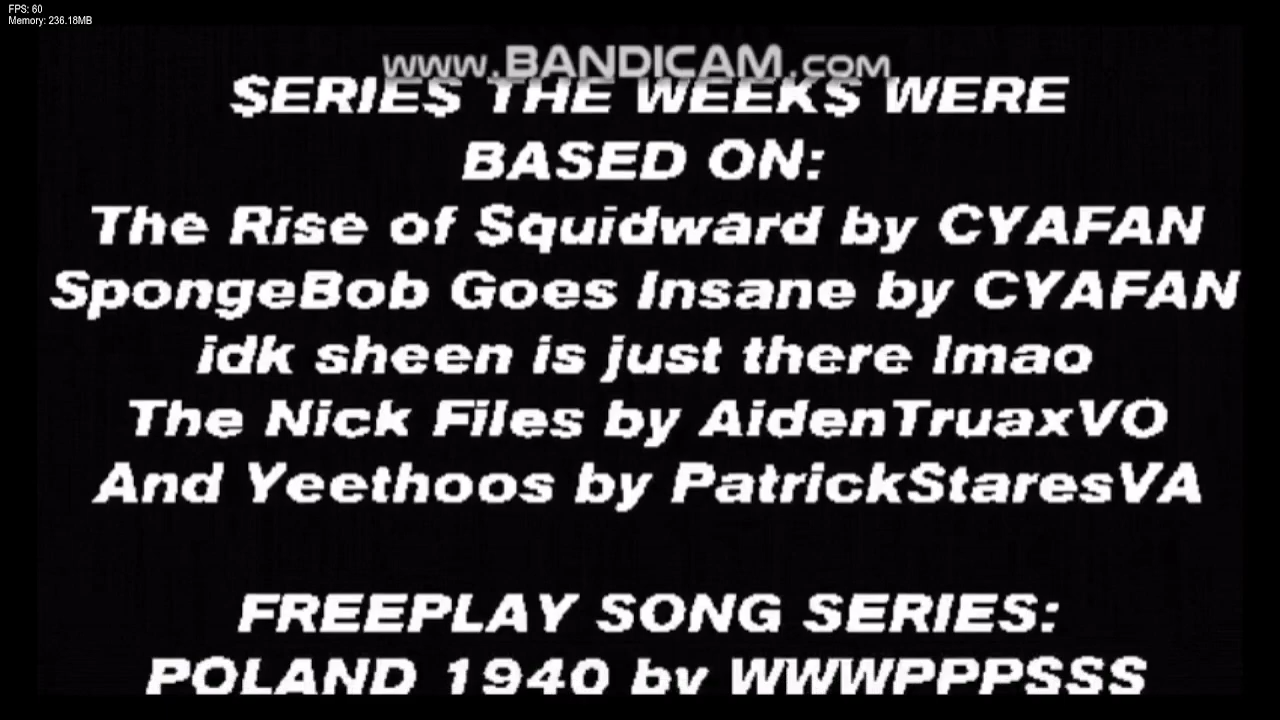 FPS: 60
Memory: 236.18MB
www.BANDICAM.com
$ERIE$ THE WEEK$ WERE
BASED ON:
The Rise of Squidward by CYAFAN
SpongeBob Goes Insane by CYAFAN
idk sheen is just there lmao
The Nick Files by AidenTruaxVO
And Yeethoos by PatrickStaresVA
FREEPLAY SONG SERIES:
POLAND 1940 by WWWPPPSSS